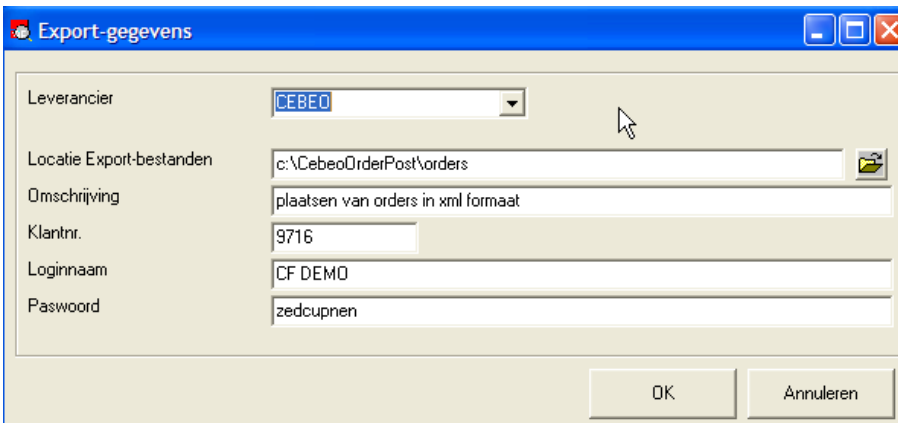 Export-gegevens
Leverancier CEBEO
Locatie Export-bestanden c:\CebeoOrderPost\orders
Omschrijving plaatsen van orders in xml formaat
Klantnr. 9716
Loginnaam CF DEMO
Paswoord zedcupnen
OK Annuleren